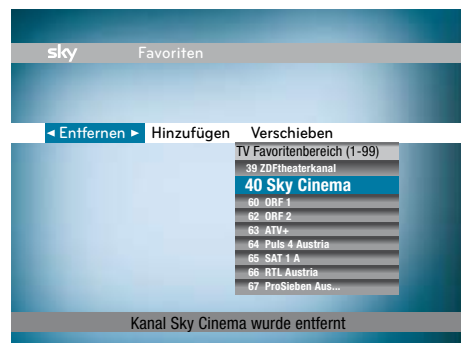 sky Favoriten
◄ Entfernen ► Hinzufügen Verschieben
TV Favoritenbereich (1-99)
39 ZDFtheaterkanal
40 Sky Cinema
60 ORF 1
62 ORF 2
63 ATV+
64 Puls 4 Austria
65 SAT 1 A
66 RTL Austria
67 ProSieben Aus...
Kanal Sky Cinema wurde entfernt